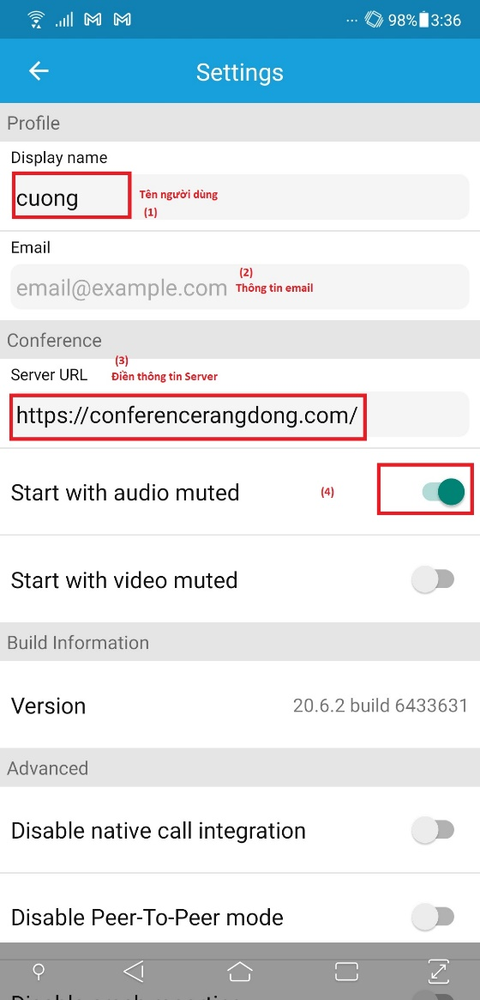 98% 3:36
Settings
Profile
Display name
cuong
Tên người dùng
(1)
Email
(2)
email@example.com
Thông tin email
Conference
(3)
Server URL
Điền thông tin Server
https://conferencerangdong.com/
Start with audio muted (4)
Start with video muted
Build Information
Version 20.6.2 build 6433631
Advanced
Disable native call integration
Disable Peer-To-Peer mode